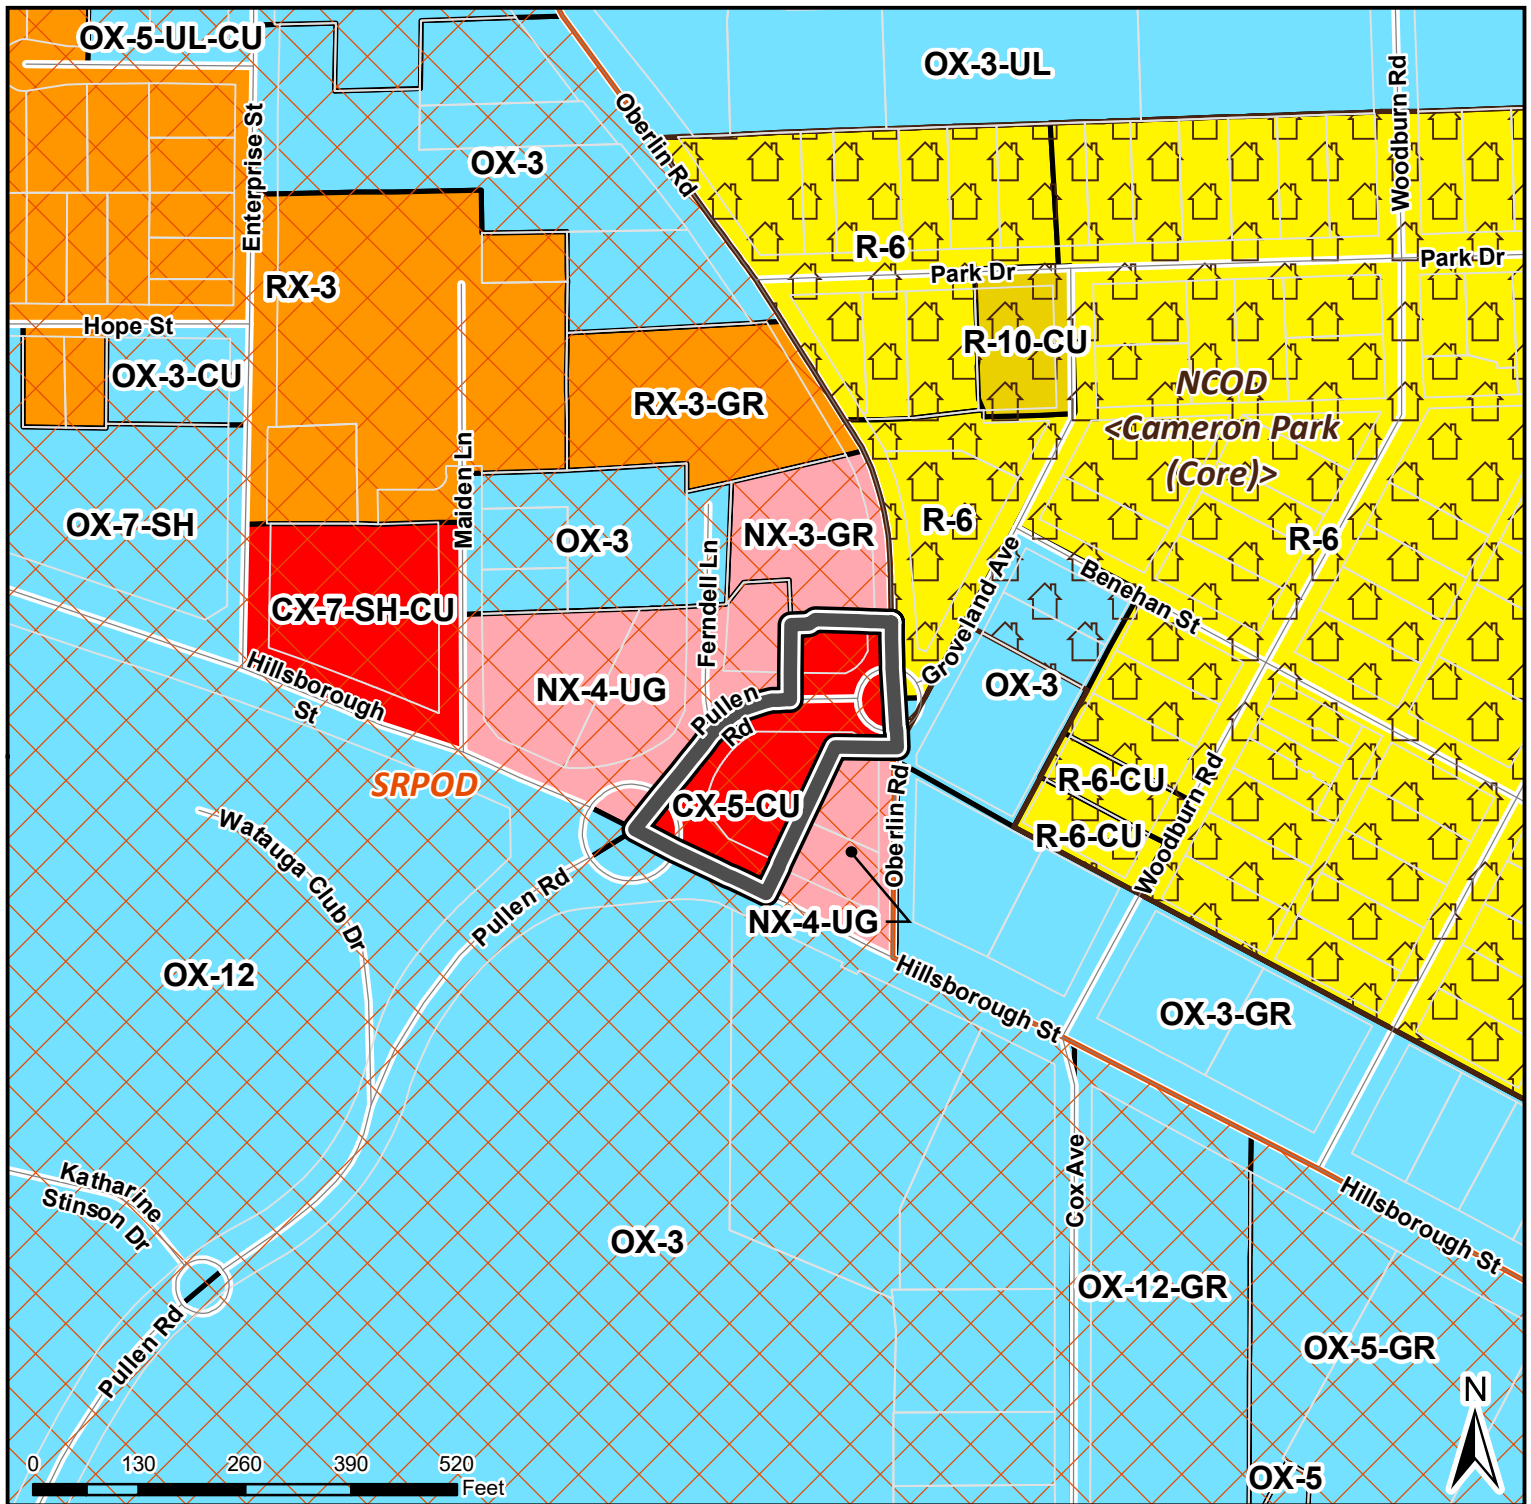 OX-5-UL-CU
OX-3-UL
Oberlin Rd
Woodburn Rd
Enterprise St
OX-3
R-6
Park Dr
Park Dr
RX-3
Hope St
R-10-CU
OX-3-CU
RX-3-GR
NCOD
<Cameron Park
(Core)>
Maiden Ln
OX-7-SH
OX-3
NX-3-GR
R-6
R-6
Ferndell Ln
Groveland Ave
Benehan St
CX-7-SH-CU
Hillsborough
St
NX-4-UG
OX-3
Pullen
Rd
SRPOD
CX-5-CU
Oberlin Rd
R-6-CU
R-6-CU
Woodburn Rd
Watauga Club Dr
Pullen Rd
NX-4-UG
OX-12
Hillsborough St
OX-3-GR
Katharine
Stinson Dr
Cox Ave
Hillsborough St
OX-3
OX-12-GR
Pullen Rd
OX-5-GR
N
0 130 260 390 520
Feet
OX-5